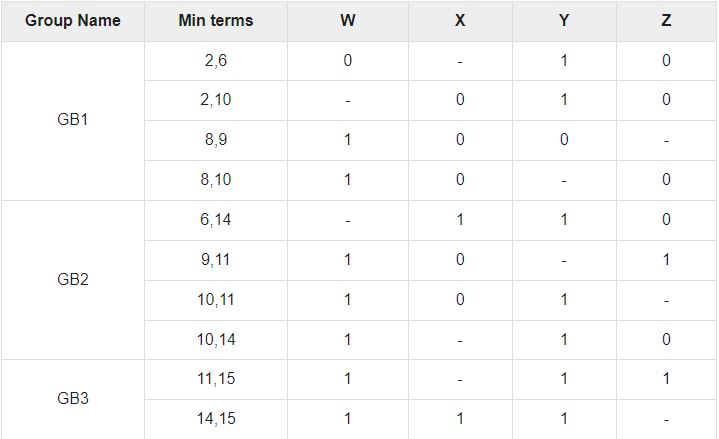 Group Name Min terms W X Y Z
GB1
2,6 0 - 1 0
2,10 - 0 1 0
8,9 1 0 0 -
8,10 1 0 - 0
GB2
6,14 - 1 1 0
9,11 1 0 - 1
10,11 1 0 1 -
10,14 1 - 1 0
GB3
11,15 1 - 1 1
14,15 1 1 1 -